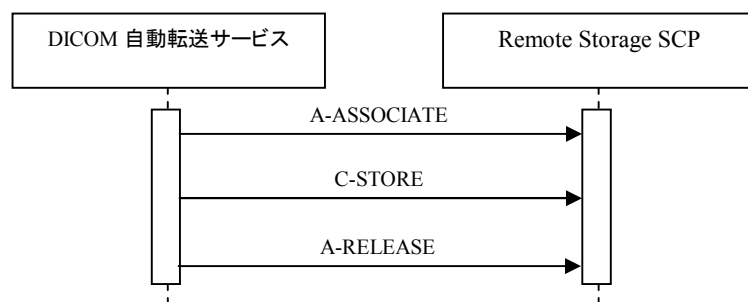 DICOM 自動転送サービス
Remote Storage SCP
A-ASSOCIATE
C-STORE
A-RELEASE